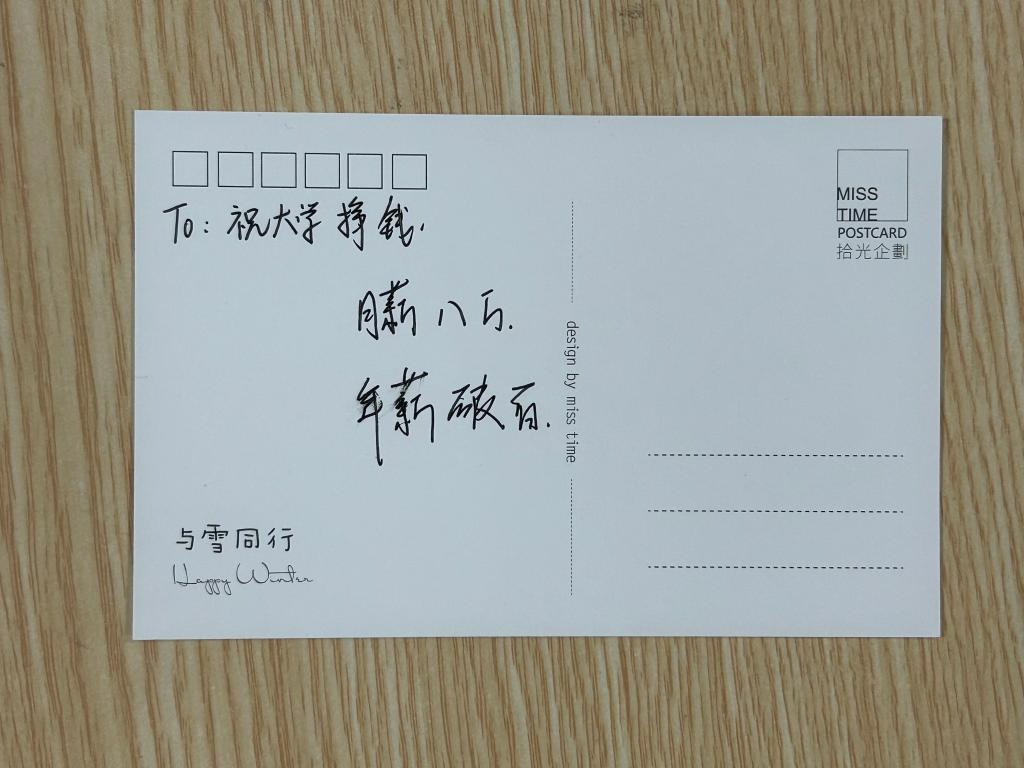 To: 祝大学挣钱.
月薪八万.
年薪破百.
与雪同行
Happy Winter
design by miss time
MISS
TIME
POSTCARD
拾光企劃